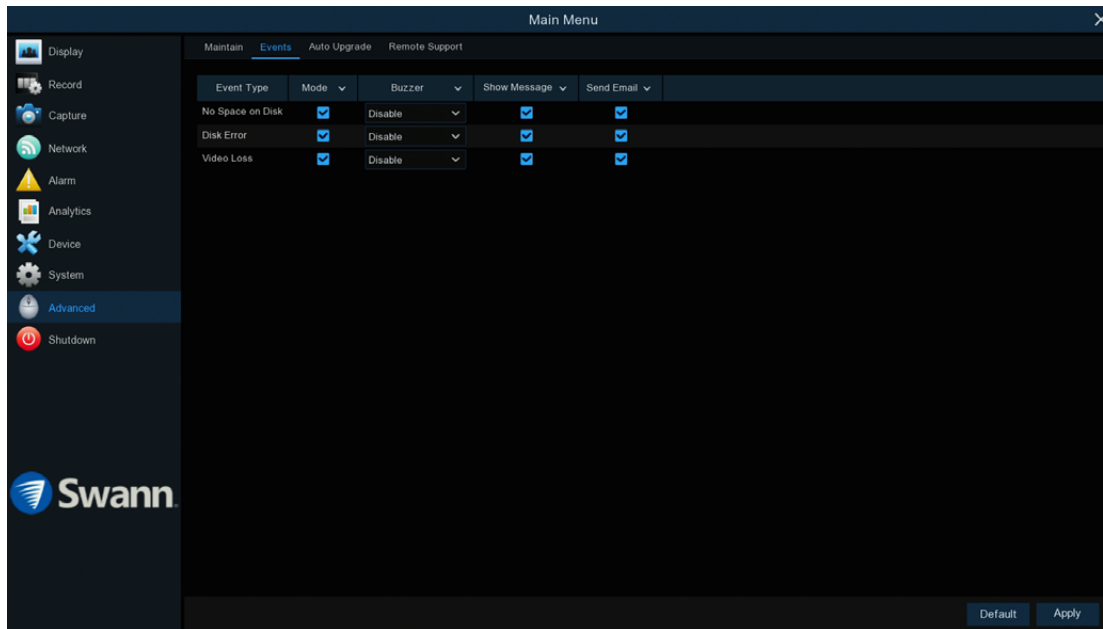 Main Menu
Display
Record
Capture
Network
Alarm
Analytics
Device
System
Advanced
Shutdown
Swann
Maintain Events Auto Upgrade Remote Support
Event Type Mode Buzzer Show Message Send Email
No Space on Disk Disable
Disk Error Disable
Video Loss Disable
Default Apply